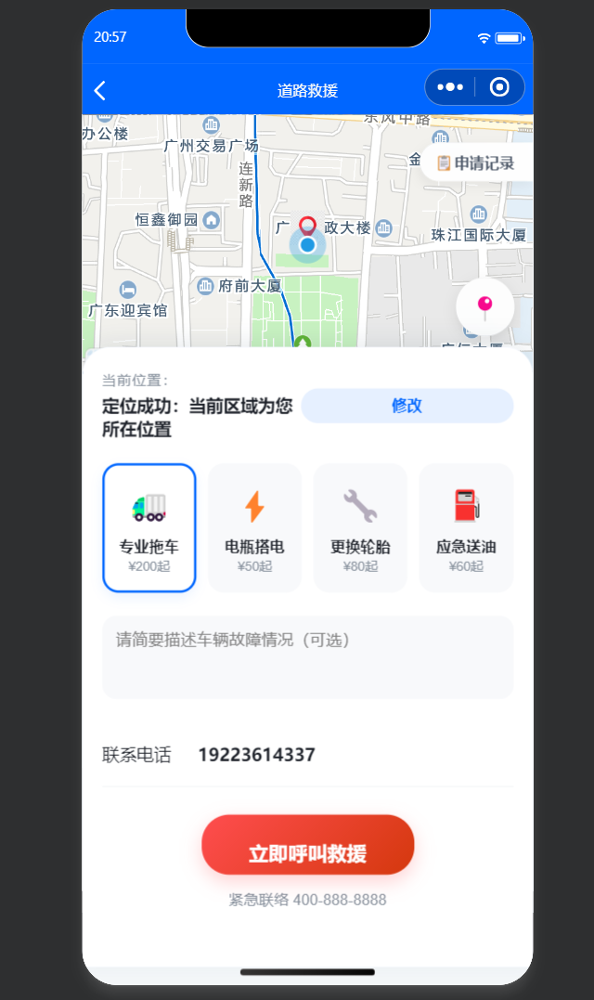 20:57
道路救援
办公楼
广州交易广场
东风中路
连新路
金
申请记录
恒鑫御园
广
政大楼
珠江国际大厦
府前大厦
广东迎宾馆
当前位置：
定位成功：当前区域为您
所在位置
修改
专业拖车
¥200起
电瓶搭电
¥50起
更换轮胎
¥80起
应急送油
¥60起
请简要描述车辆故障情况（可选）
联系电话
19223614337
立即呼叫救援
紧急联络 400-888-8888